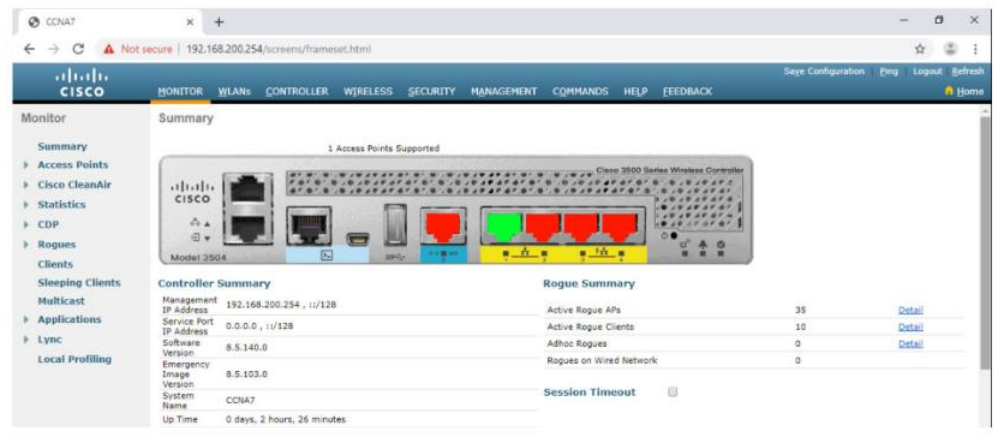 CCNA7
Not secure | 192.168.200.254/screens/frameset.html
Save Configuration Ping Logout Refresh
CISCO
MONITOR WLANs CONTROLLER WIRELESS SECURITY MANAGEMENT COMMANDS HELP FEEDBACK
Home
Monitor
Summary
Access Points
Cisco CleanAir
Statistics
CDP
Rogues
Clients
Sleeping Clients
Multicast
Applications
Lync
Local Profiling
Summary
1 Access Points Supported
Cisco 3500 Series Wireless Controller
CISCO
Model 3504
1 2 3 4
Controller Summary
Management IP Address 192.168.200.254 , ::/128
Service Port IP Address 0.0.0.0 , ::/128
Software Version 8.5.140.0
Emergency Image Version 8.5.103.0
System Name CCNA7
Up Time 0 days, 2 hours, 26 minutes
Rogue Summary
Active Rogue APs 35 Detail
Active Rogue Clients 10 Detail
Adhoc Rogues 0 Detail
Rogues on Wired Network 0
Session Timeout